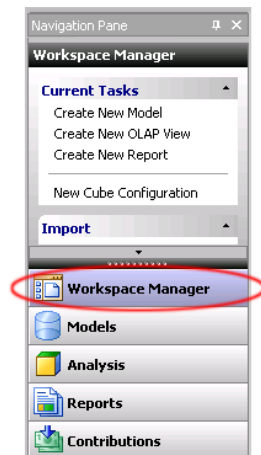 Navigation Pane
Workspace Manager
Current Tasks
Create New Model
Create New OLAP View
Create New Report
New Cube Configuration
Import
Workspace Manager
Models
Analysis
Reports
Contributions